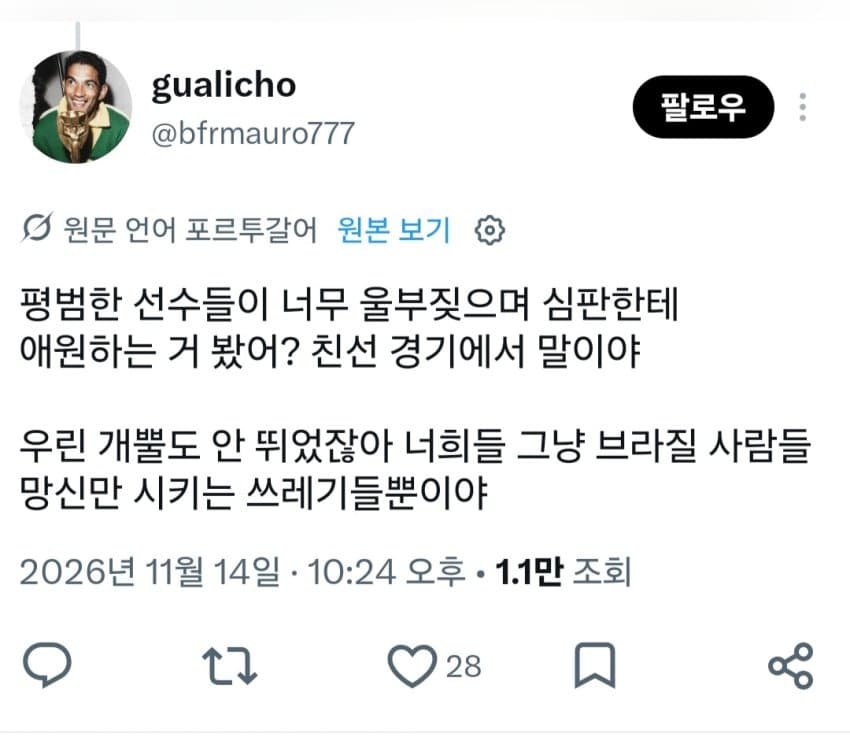 gualicho
@bfrmauro777
팔로우
원문 언어 포르투갈어 원본 보기
평범한 선수들이 너무 울부짖으며 심판한테
애원하는 거 봤어? 친선 경기에서 말이야
우린 개뿔도 안 뛰었잖아 너희들 그냥 브라질 사람들
망신만 시키는 쓰레기들뿐이야
2026년 11월 14일 · 10:24 오후 · 1.1만 조회
28